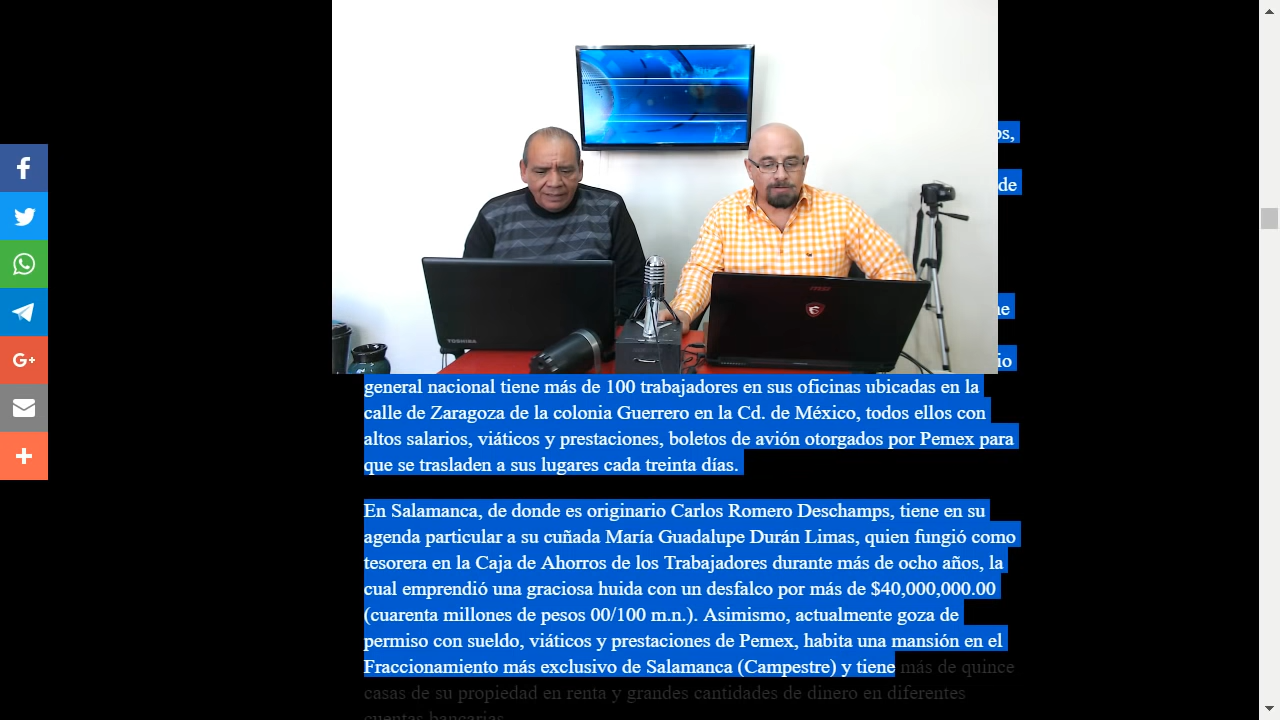 os,
de
ne
io
general nacional tiene más de 100 trabajadores en sus oficinas ubicadas en la
calle de Zaragoza de la colonia Guerrero en la Cd. de México, todos ellos con
altos salarios, viáticos y prestaciones, boletos de avión otorgados por Pemex para
que se trasladen a sus lugares cada treinta días.
En Salamanca, de donde es originario Carlos Romero Deschamps, tiene en su
agenda particular a su cuñada María Guadalupe Durán Limas, quien fungió como
tesorera en la Caja de Ahorros de los Trabajadores durante más de ocho años, la
cual emprendió una graciosa huida con un desfalco por más de $40,000,000.00
(cuarenta millones de pesos 00/100 m.n.). Asimismo, actualmente goza de
permiso con sueldo, viáticos y prestaciones de Pemex, habita una mansión en el
Fraccionamiento más exclusivo de Salamanca (Campestre) y tiene más de quince
casas de su propiedad en renta y grandes cantidades de dinero en diferentes
cuentas bancarias
TOSHIBA
msi
G+